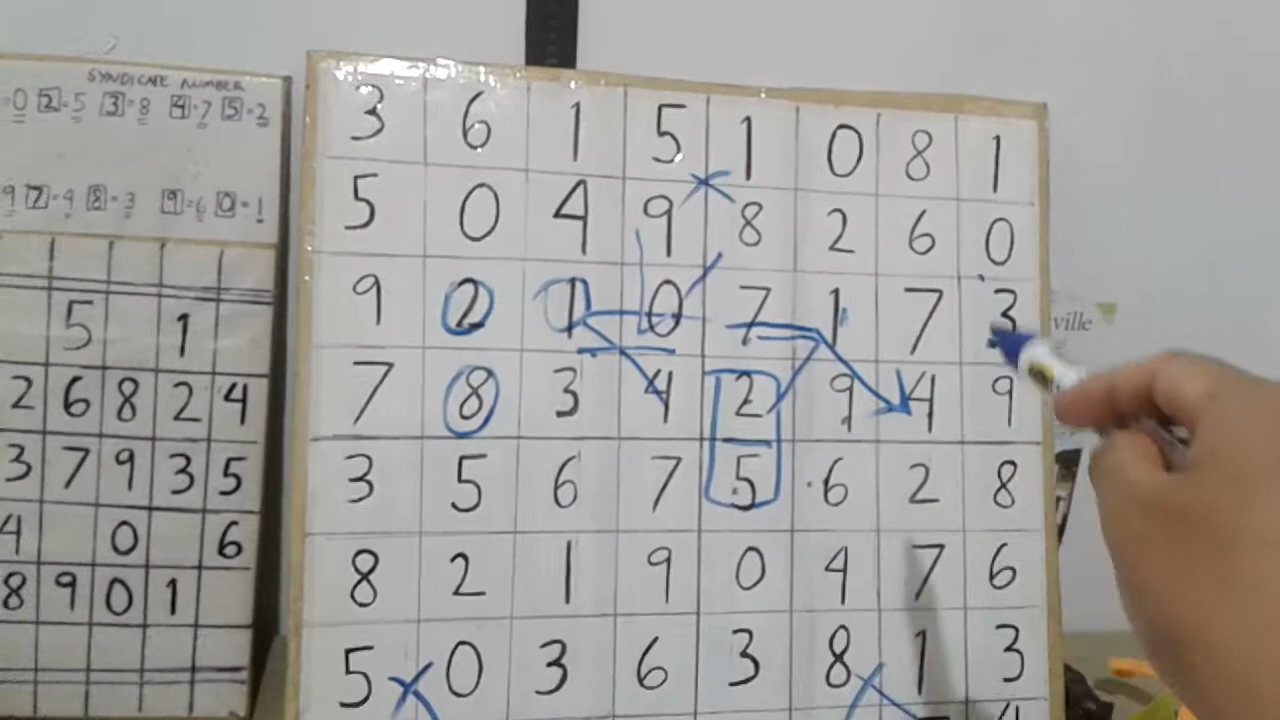 SYNDICATE NUMBER
=0 2=5 3=8 4=7 5=2
9 7=4 8=3 9=6 0=1
5 1
2 6 8 2 4
3 7 9 3 5
4 0 6
8 9 0 1
3 6 1 5 1 0 8 1
5 0 4 9 8 2 6 0
9 2 1 0 7 1 7 3
7 8 3 4 2 9 4 9
3 5 6 7 5 6 2 8
8 2 1 9 0 4 7 6
5 0 3 6 3 8 1 3
ville